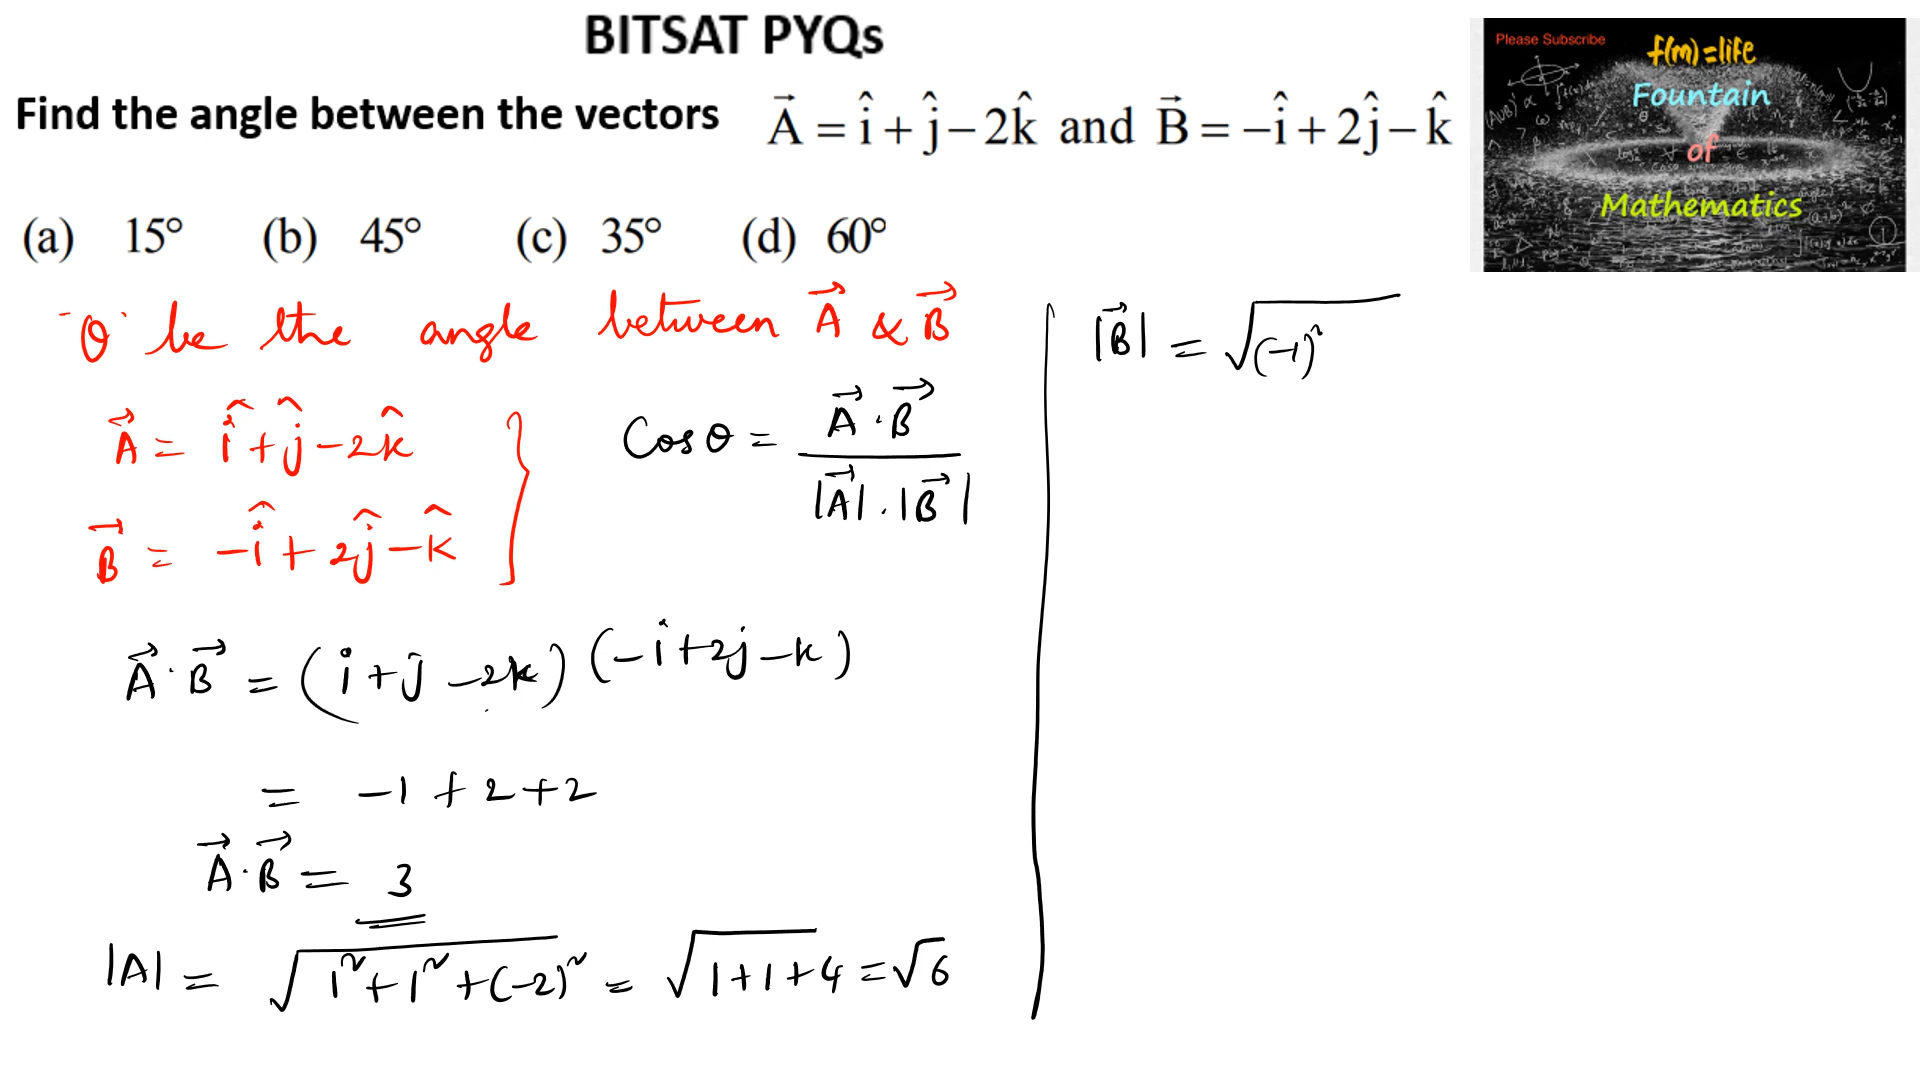 BITSAT PYQs
Please Subscribe
f(m)=life
Fountain
of
Mathematics
Find the angle between the vectors A⃗ = î + ĵ − 2k̂ and B⃗ = −î + 2ĵ − k̂
(a) 15° (b) 45° (c) 35° (d) 60°
'θ' be the angle between A⃗ & B⃗
A⃗ = î + ĵ − 2k̂
B⃗ = −î + 2ĵ − k̂
Cosθ = A⃗ · B⃗ / |A⃗| . |B⃗|
A⃗ · B⃗ = (i + j − 2k) (−i + 2j − k)
= −1 + 2 + 2
A⃗ · B⃗ = 3
|A| = √(1² + 1² + (−2)²) = √(1 + 1 + 4) = √6
|B⃗| = √(−1)²